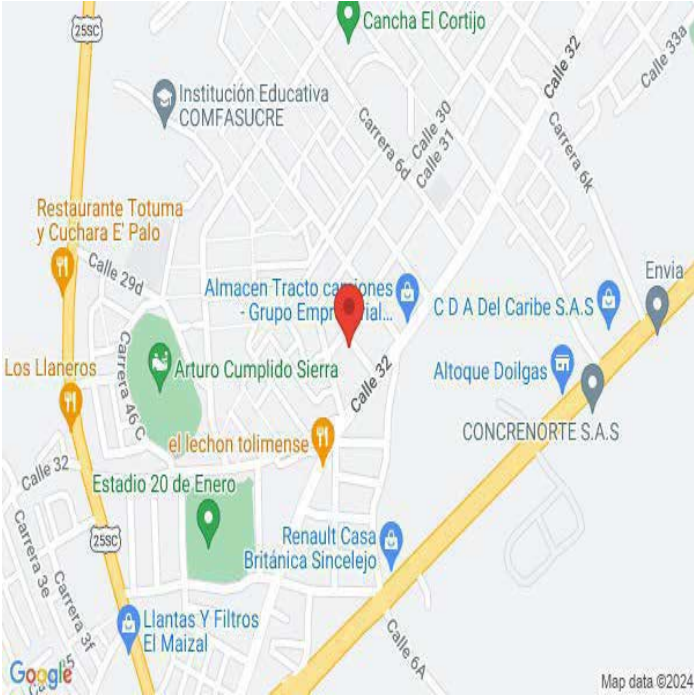 Cancha El Cortijo
25SC
Calle 32
Calle 33a
Institución Educativa
COMFASUCRE
Calle 30
Calle 31
Carrera 6d
Carrera 6k
Restaurante Totuma
y Cuchara E' Palo
Calle 29d
Almacen Tracto camiones
- Grupo Empresarial...
C D A Del Caribe S.A.S
Envia
Los Llaneros
Carrera 46 C
Arturo Cumplido Sierra
Calle 32
Altoque Doilgas
CONCRENORTE S.A.S
el lechon tolimense
Calle 32
Estadio 20 de Enero
25SC
Carrera 3e
Carrera 3f
Renault Casa
Británica Sincelejo
Llantas Y Filtros
El Maizal
Calle 6A
Google
Map data ©2024